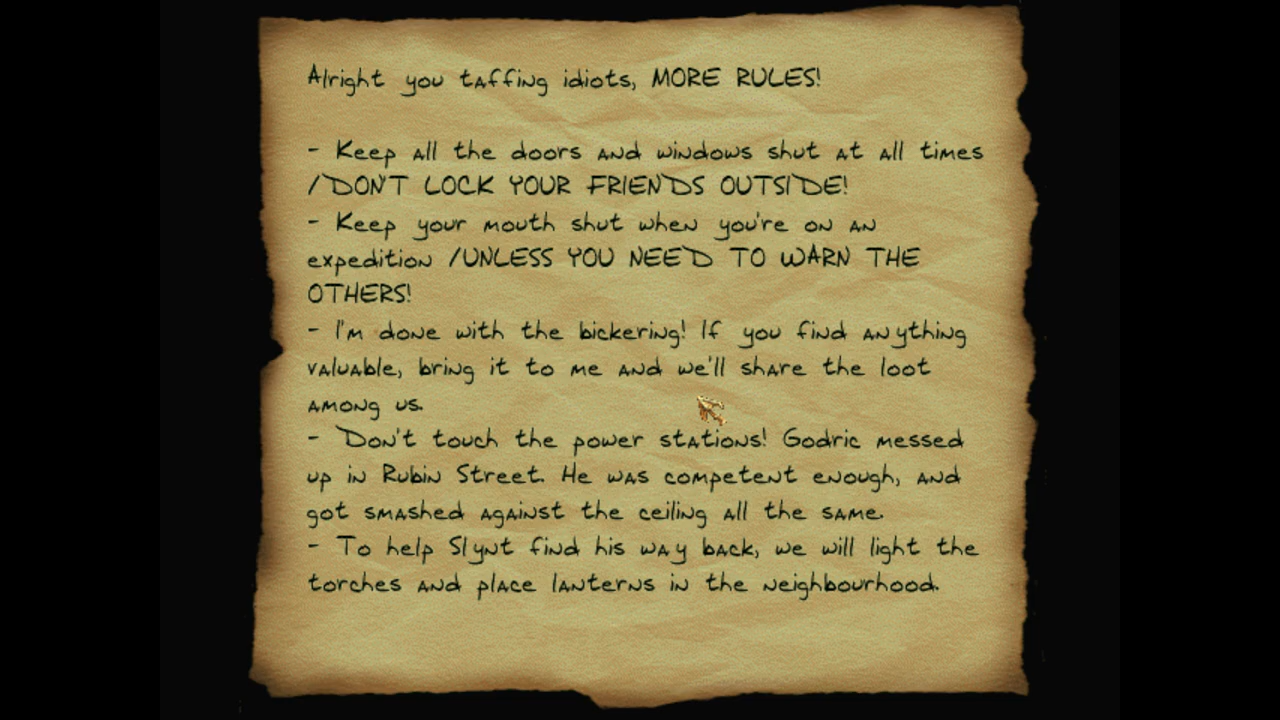 Alright you taffing idiots, MORE RULES!
- Keep all the doors and windows shut at all times
/DON'T LOCK YOUR FRIENDS OUTSIDE!
- Keep your mouth shut when you're on an
expedition /UNLESS YOU NEED TO WARN THE
OTHERS!
- I'm done with the bickering! If you find anything
valuable, bring it to me and we'll share the loot
among us.
- Don't touch the power stations! Godric messed
up in Rubin Street. He was competent enough, and
got smashed against the ceiling all the same.
- To help Slynt find his way back, we will light the
torches and place lanterns in the neighbourhood.